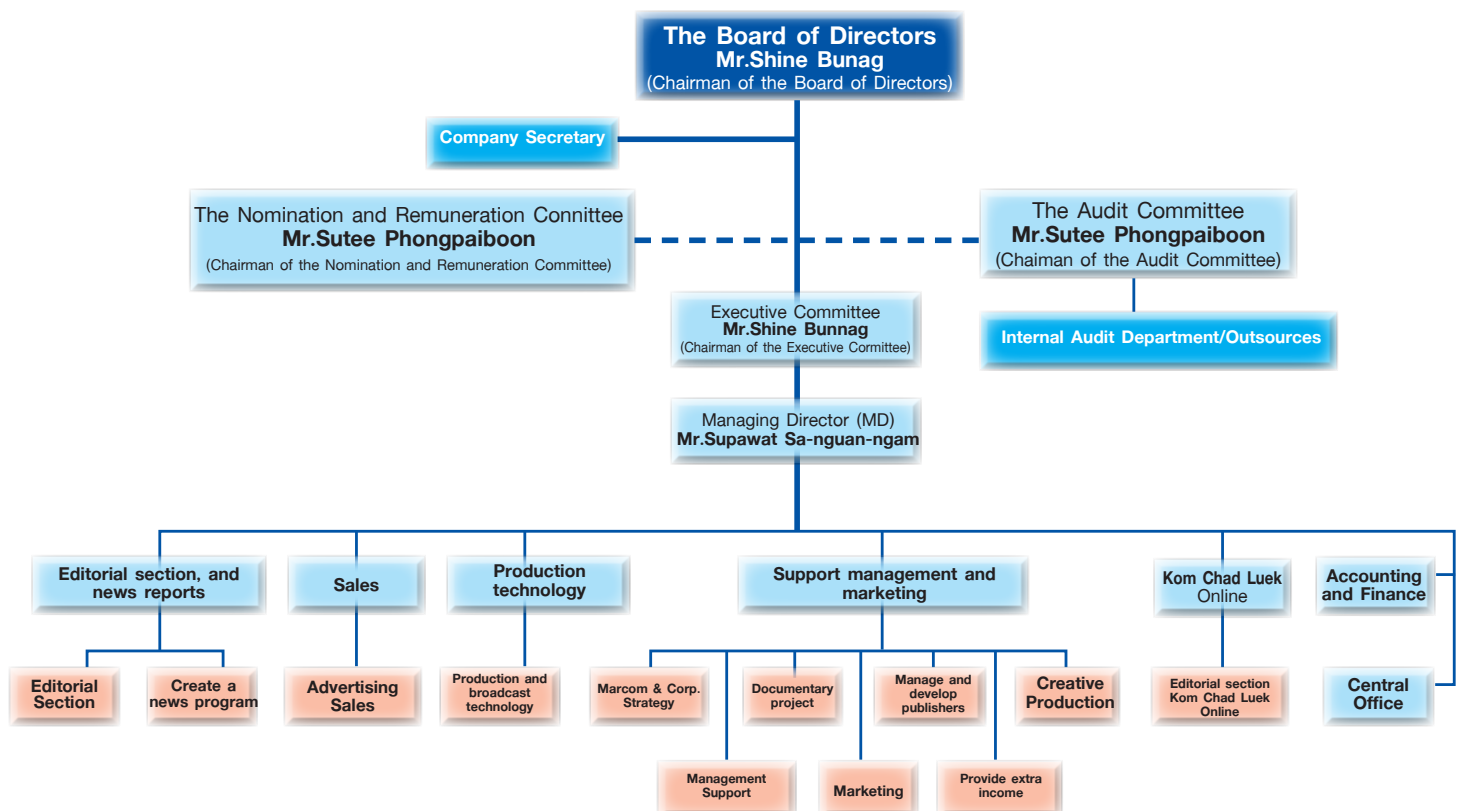 The Board of Directors
Mr.Shine Bunag
(Chairman of the Board of Directors)
Company Secretary
The Nomination and Remuneration Connittee
Mr.Sutee Phongpaiboon
(Chairman of the Nomination and Remuneration Committee)
The Audit Committee
Mr.Sutee Phongpaiboon
(Chaiman of the Audit Committee)
Executive Committee
Mr.Shine Bunnag
(Chairman of the Executive Cormittee)
Internal Audit Department/Outsources
Managing Director (MD)
Mr.Supawat Sa-nguan-ngam
Editorial section, and
news reports
Sales
Production
technology
Support management and
marketing
Kom Chad Luek
Online
Accounting
and Finance
Editorial
Section
Create a
news program
Advertising
Sales
Production and
broadcast
technology
Marcom & Corp.
Strategy
Documentary
project
Manage and
develop
publishers
Creative
Production
Editorial section
Kom Chad Luek
Online
Central
Office
Management
Support
Marketing
Provide extra
income